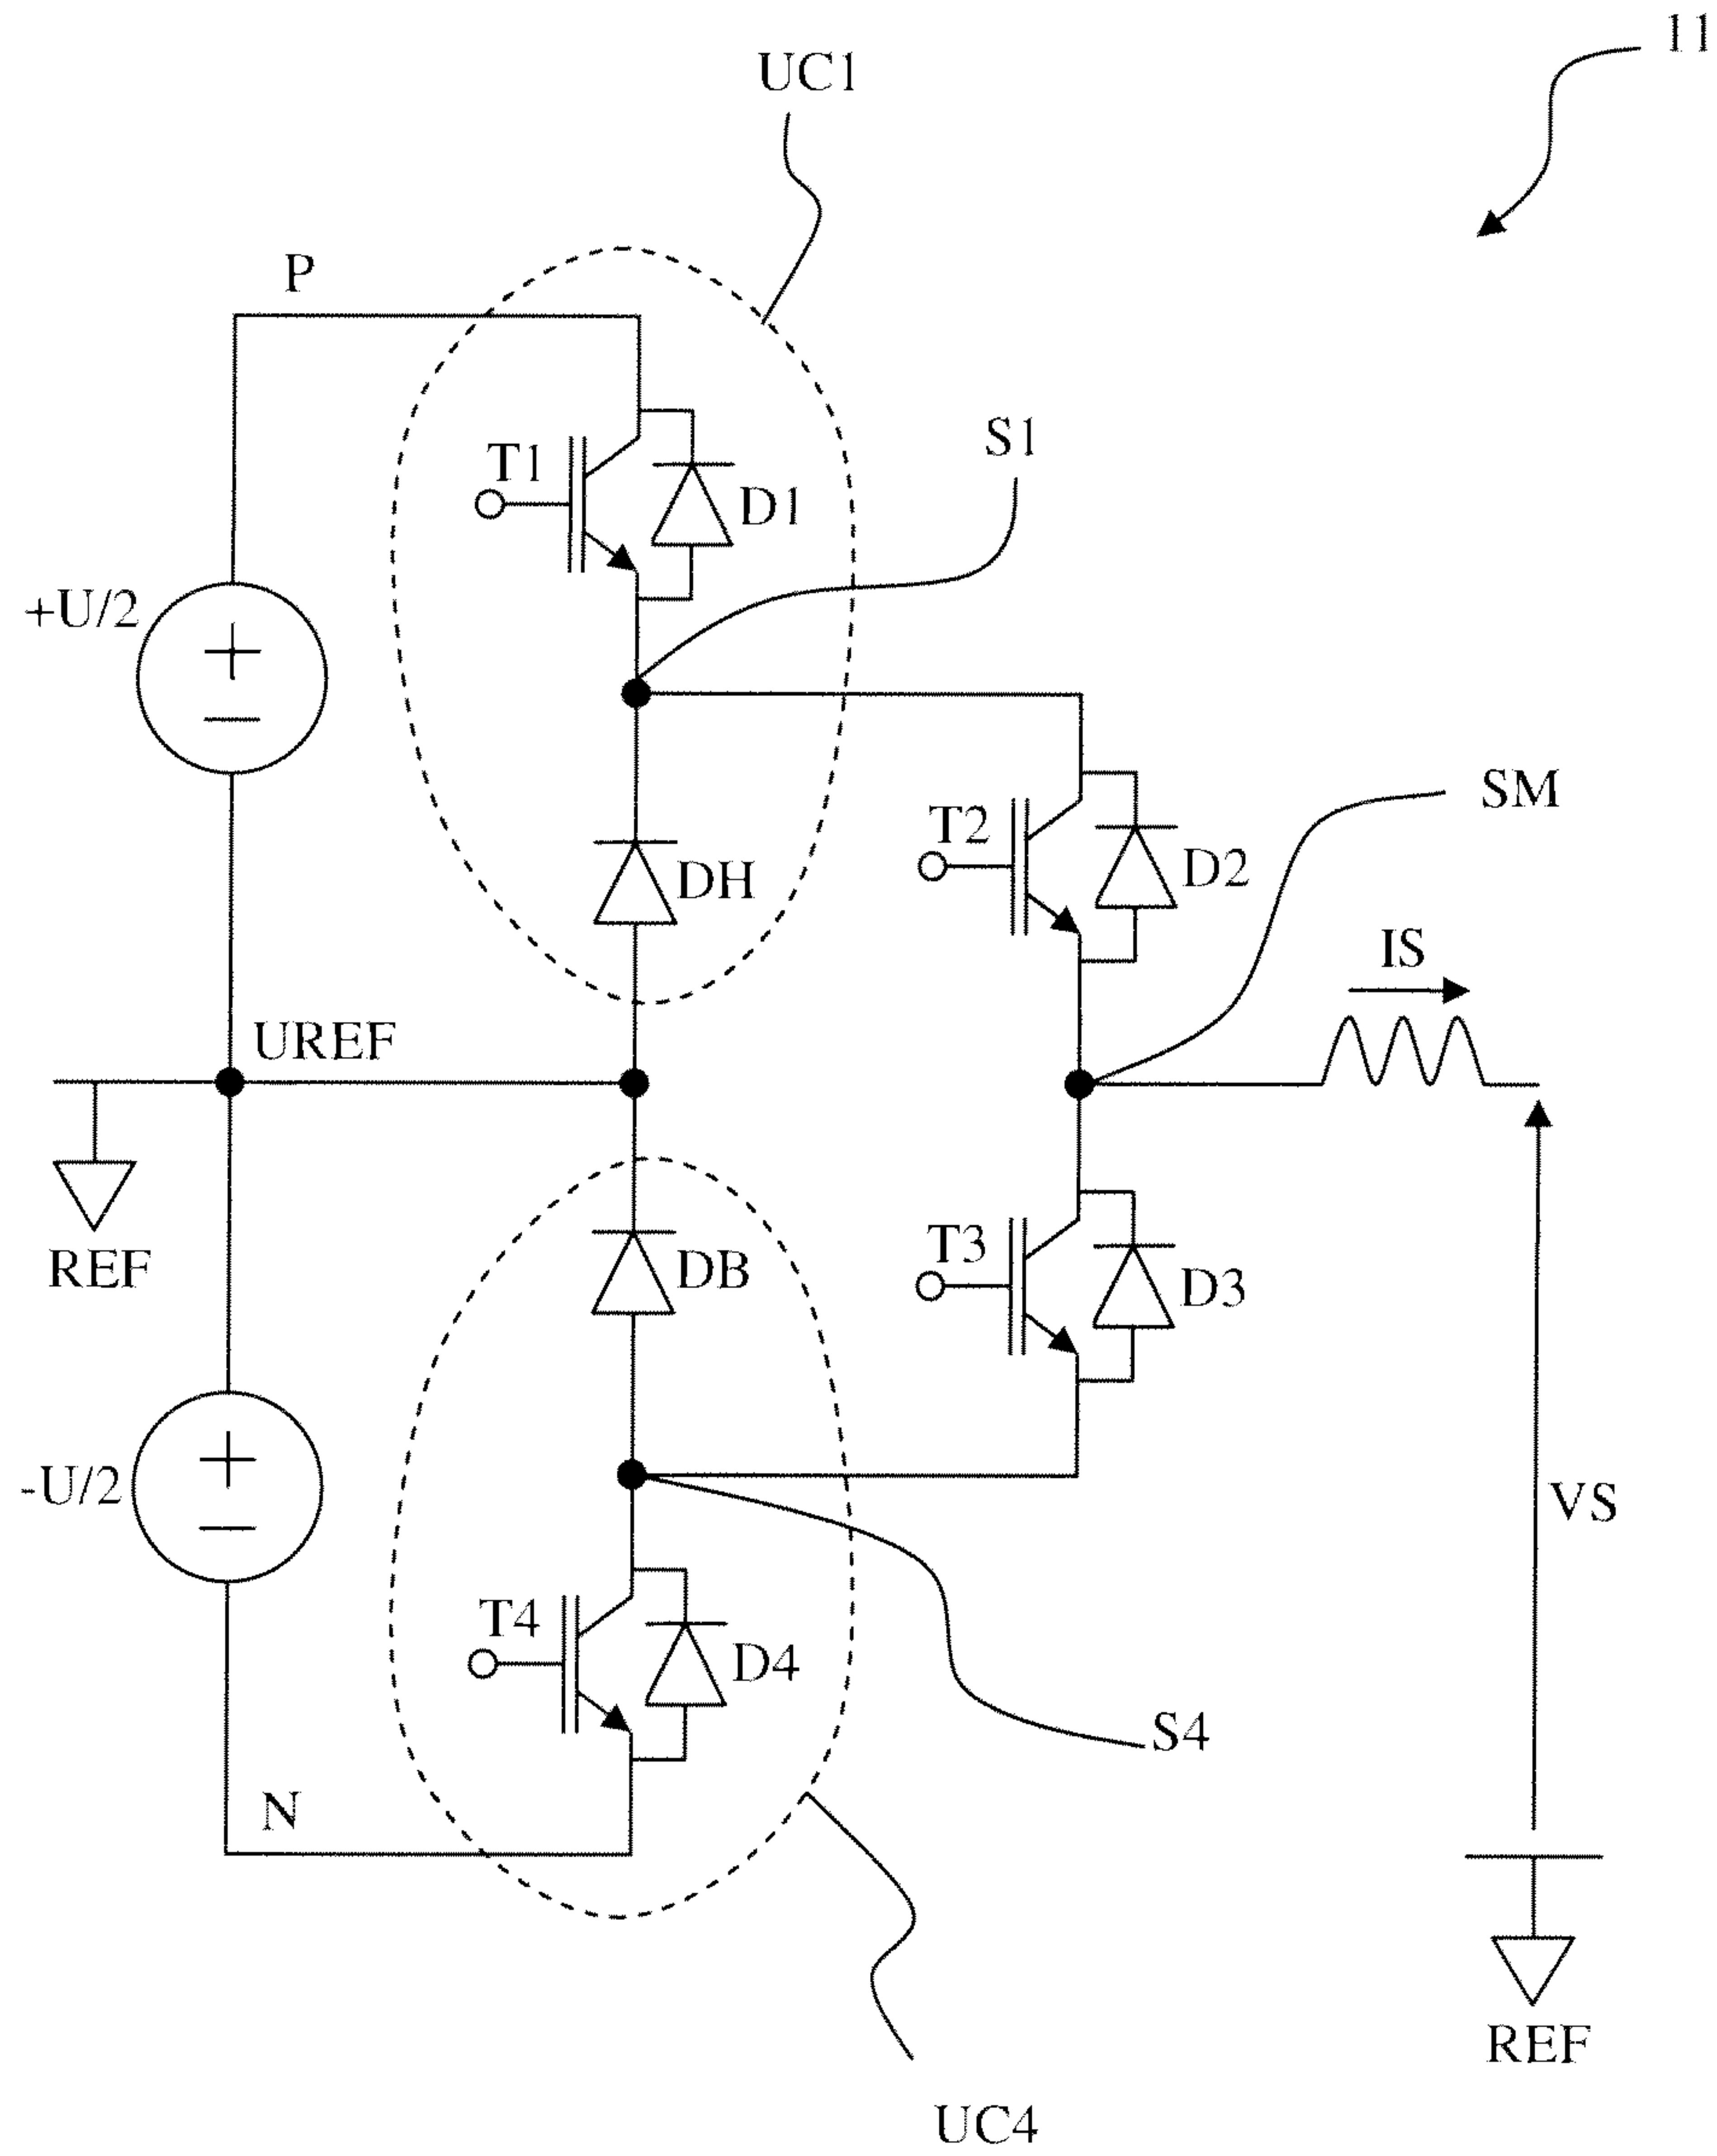 11
UC1
P
S1
T1
D1
+U/2
SM
T2
DH
D2
IS
UREF
T3
REF
DB
D3
-U/2
VS
T4
D4
S4
N
REF
UC4